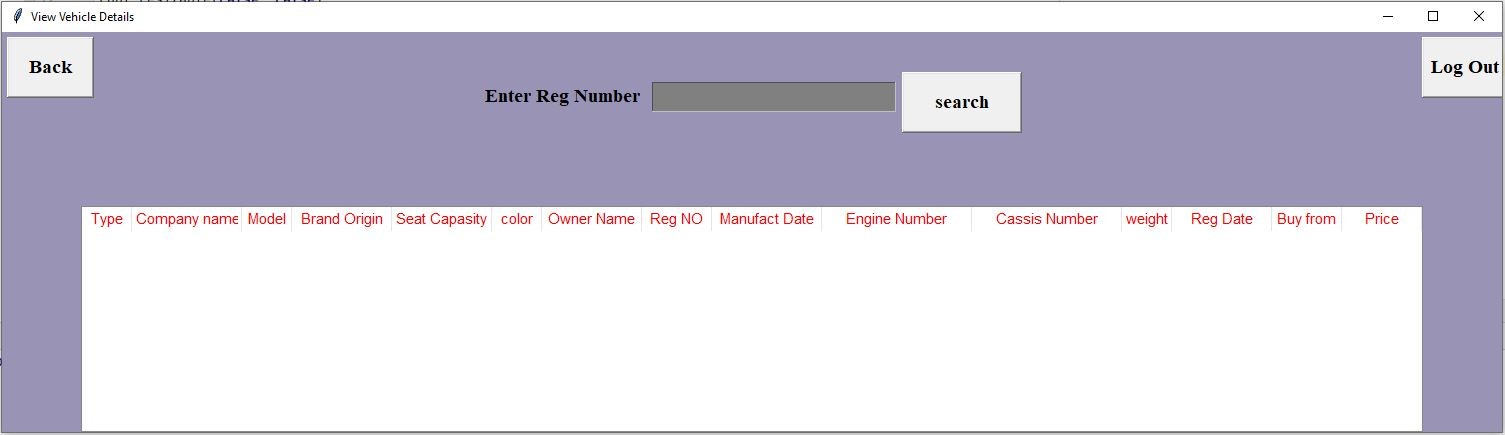 View Vehicle Details
Back
Log Out
Enter Reg Number
search
Type Company name Model Brand Origin Seat Capasity color Owner Name Reg NO Manufact Date Engine Number Cassis Number weight Reg Date Buy from Price